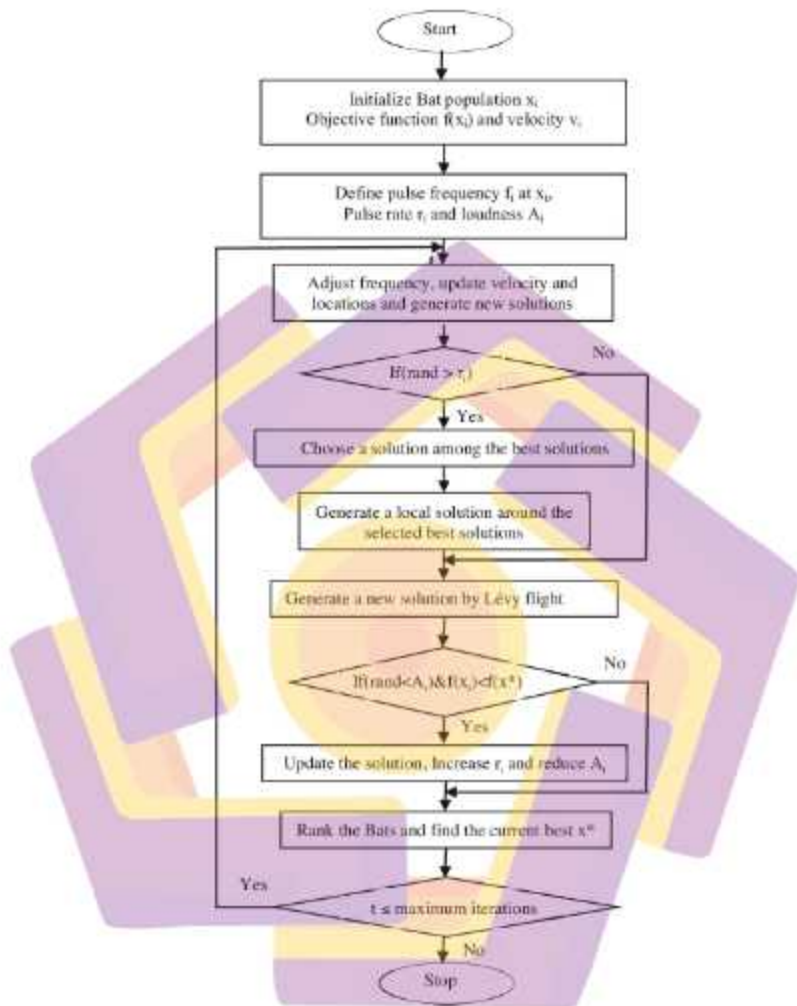 Start
Initialize Bat population xᵢ
Objective function f(xᵢ) and velocity vᵢ
Define pulse frequency fᵢ at xᵢ,
Pulse rate rᵢ and loudness Aᵢ
Adjust frequency, update velocity and
locations and generate new solutions
If(rand > rᵢ)
No
Yes
Choose a solution among the best solutions
Generate a local solution around the
selected best solutions
Generate a new solution by Lévy flight
If(rand<Aᵢ)&f(xᵢ)<f(x*)
No
Yes
Update the solution, Increase rᵢ and reduce Aᵢ
Rank the Bats and find the current best x*
Yes
t ≤ maximum iterations
No
Stop